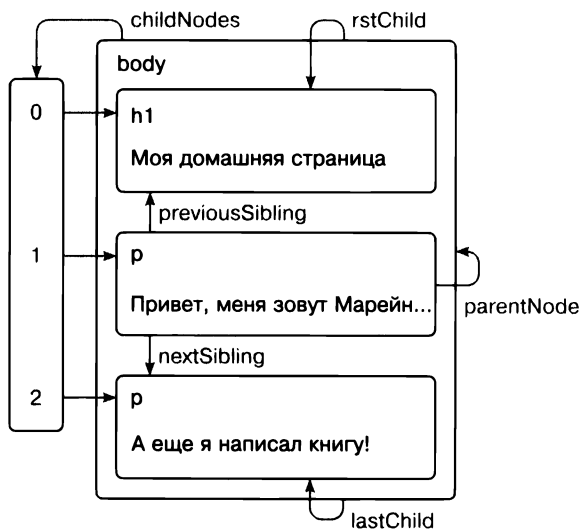 childNodes
rstChild
body
0
h1
Моя домашняя страница
previousSibling
1
p
Привет, меня зовут Марейн...
parentNode
nextSibling
2
p
А еще я написал книгу!
lastChild